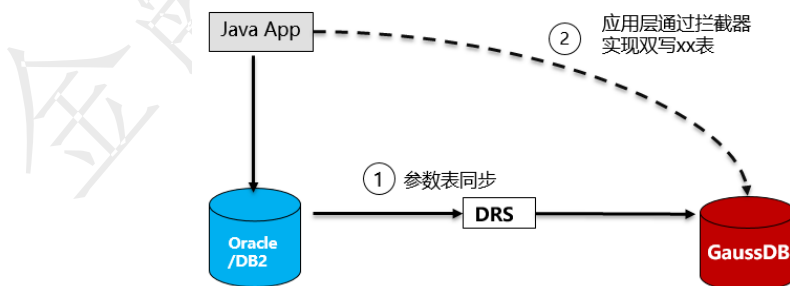 Java App
②
应用层通过拦截器
实现双写xx表
① 参数表同步
DRS
Oracle
/DB2
GaussDB
金